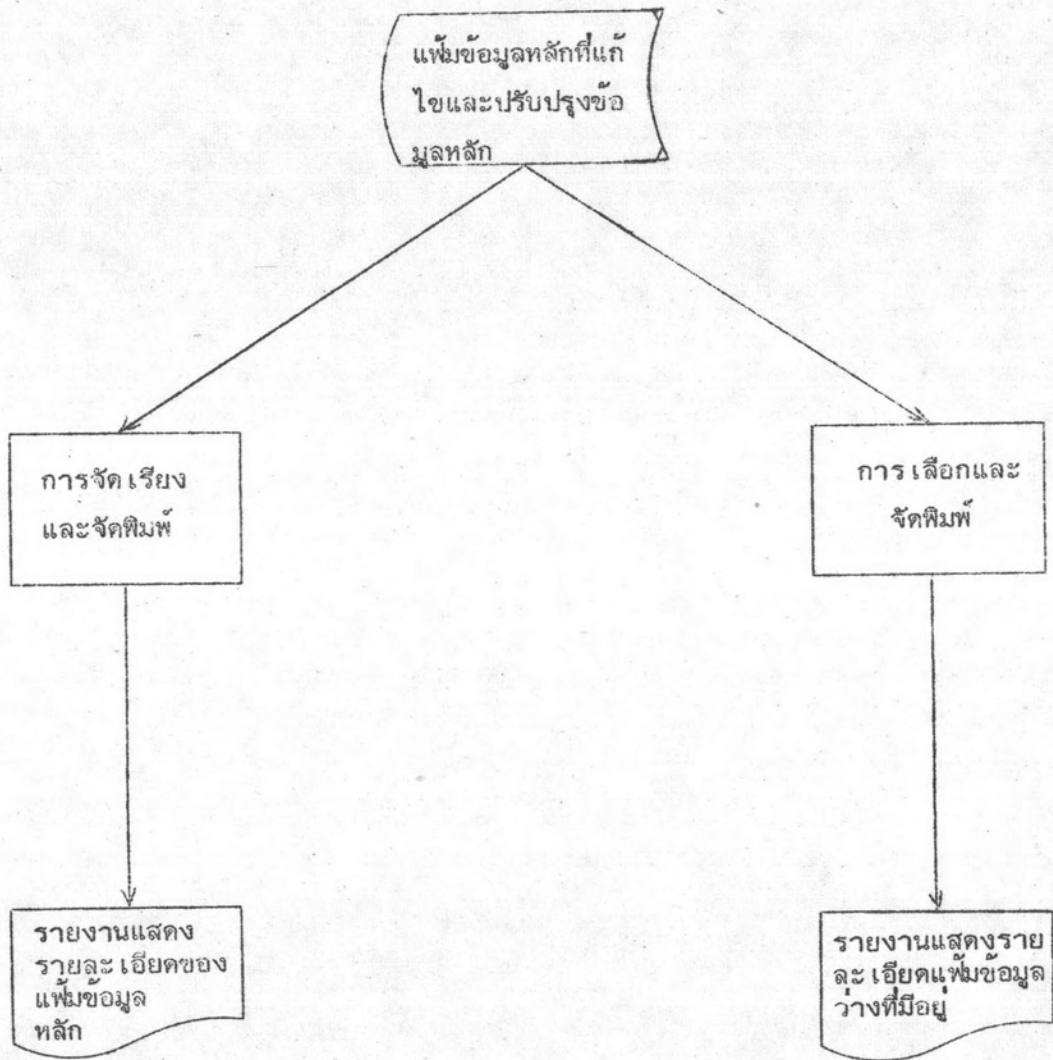 แฟ้มข้อมูลหลักที่แก้
ไขและปรับปรุงข้อ
มูลหลัก
การจัดเรียง
และจัดพิมพ์
การเลือกและ
จัดพิมพ์
รายงานแสดง
รายละเอียดของ
แฟ้มข้อมูล
หลัก
รายงานแสดงราย
ละเอียดแฟ้มข้อมูล
ว่างที่มีอยู่